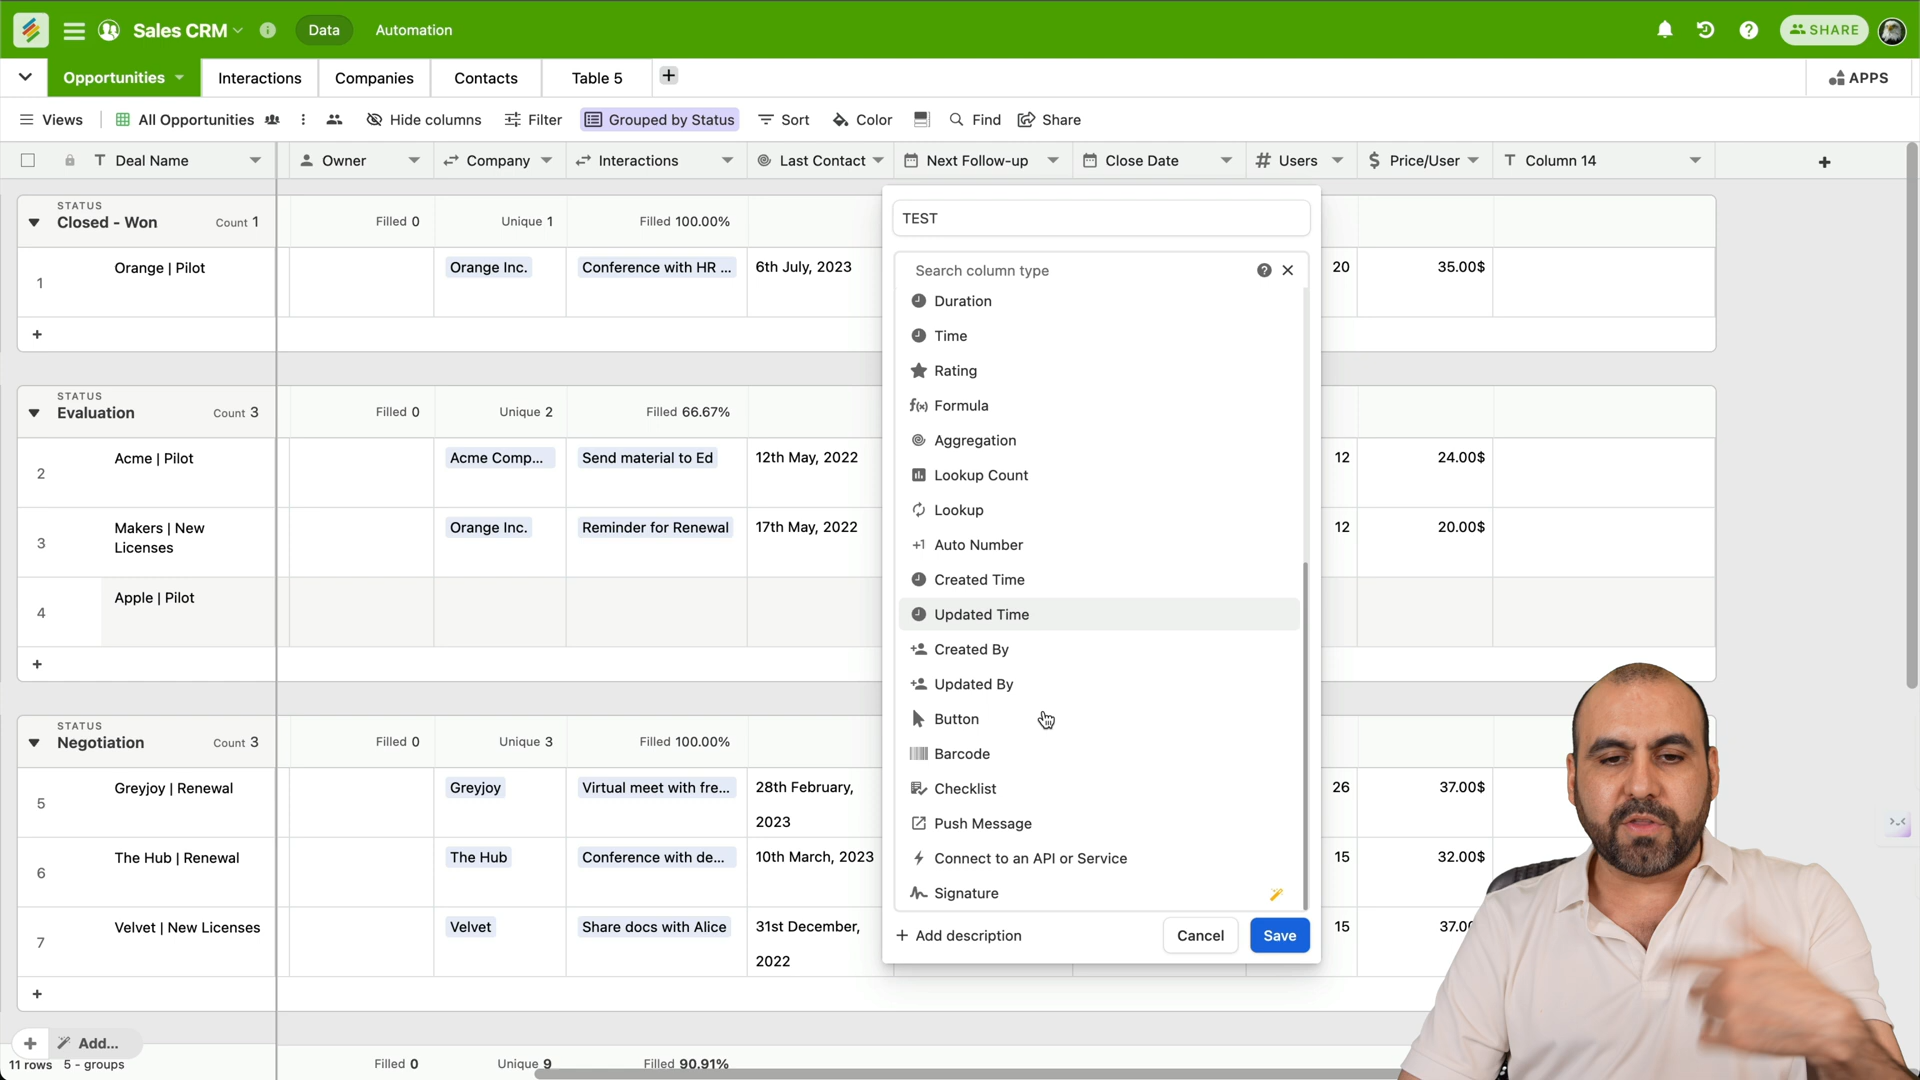 Sales CRM
Data
Automation
SHARE
Opportunities
Interactions
Companies
Contacts
Table 5
APPS
Views
All Opportunities
Hide columns
Filter
Grouped by Status
Sort
Color
Find
Share
Deal Name
Owner
Company
Interactions
Last Contact
Next Follow-up
Close Date
Users
Price/User
Column 14
STATUS
Closed - Won
Count 1
Filled 0
Unique 1
Filled 100.00%
1
Orange | Pilot
Orange Inc.
Conference with HR ...
6th July, 2023
20
35.00$
STATUS
Evaluation
Count 3
Filled 0
Unique 2
Filled 66.67%
2
Acme | Pilot
Acme Comp...
Send material to Ed
12th May, 2022
12
24.00$
3
Makers | New
Licenses
Orange Inc.
Reminder for Renewal
17th May, 2022
12
20.00$
4
Apple | Pilot
STATUS
Negotiation
Count 3
Filled 0
Unique 3
Filled 100.00%
5
Greyjoy | Renewal
Greyjoy
Virtual meet with fre...
28th February,
2023
26
37.00$
6
The Hub | Renewal
The Hub
Conference with de...
10th March, 2023
15
32.00$
7
Velvet | New Licenses
Velvet
Share docs with Alice
31st December,
2022
15
37.0
Add...
11 rows
5 - groups
Filled 0
Unique 9
Filled 90.91%
TEST
Search column type
Duration
Time
Rating
Formula
Aggregation
Lookup Count
Lookup
Auto Number
Created Time
Updated Time
Created By
Updated By
Button
Barcode
Checklist
Push Message
Connect to an API or Service
Signature
Add description
Cancel
Save